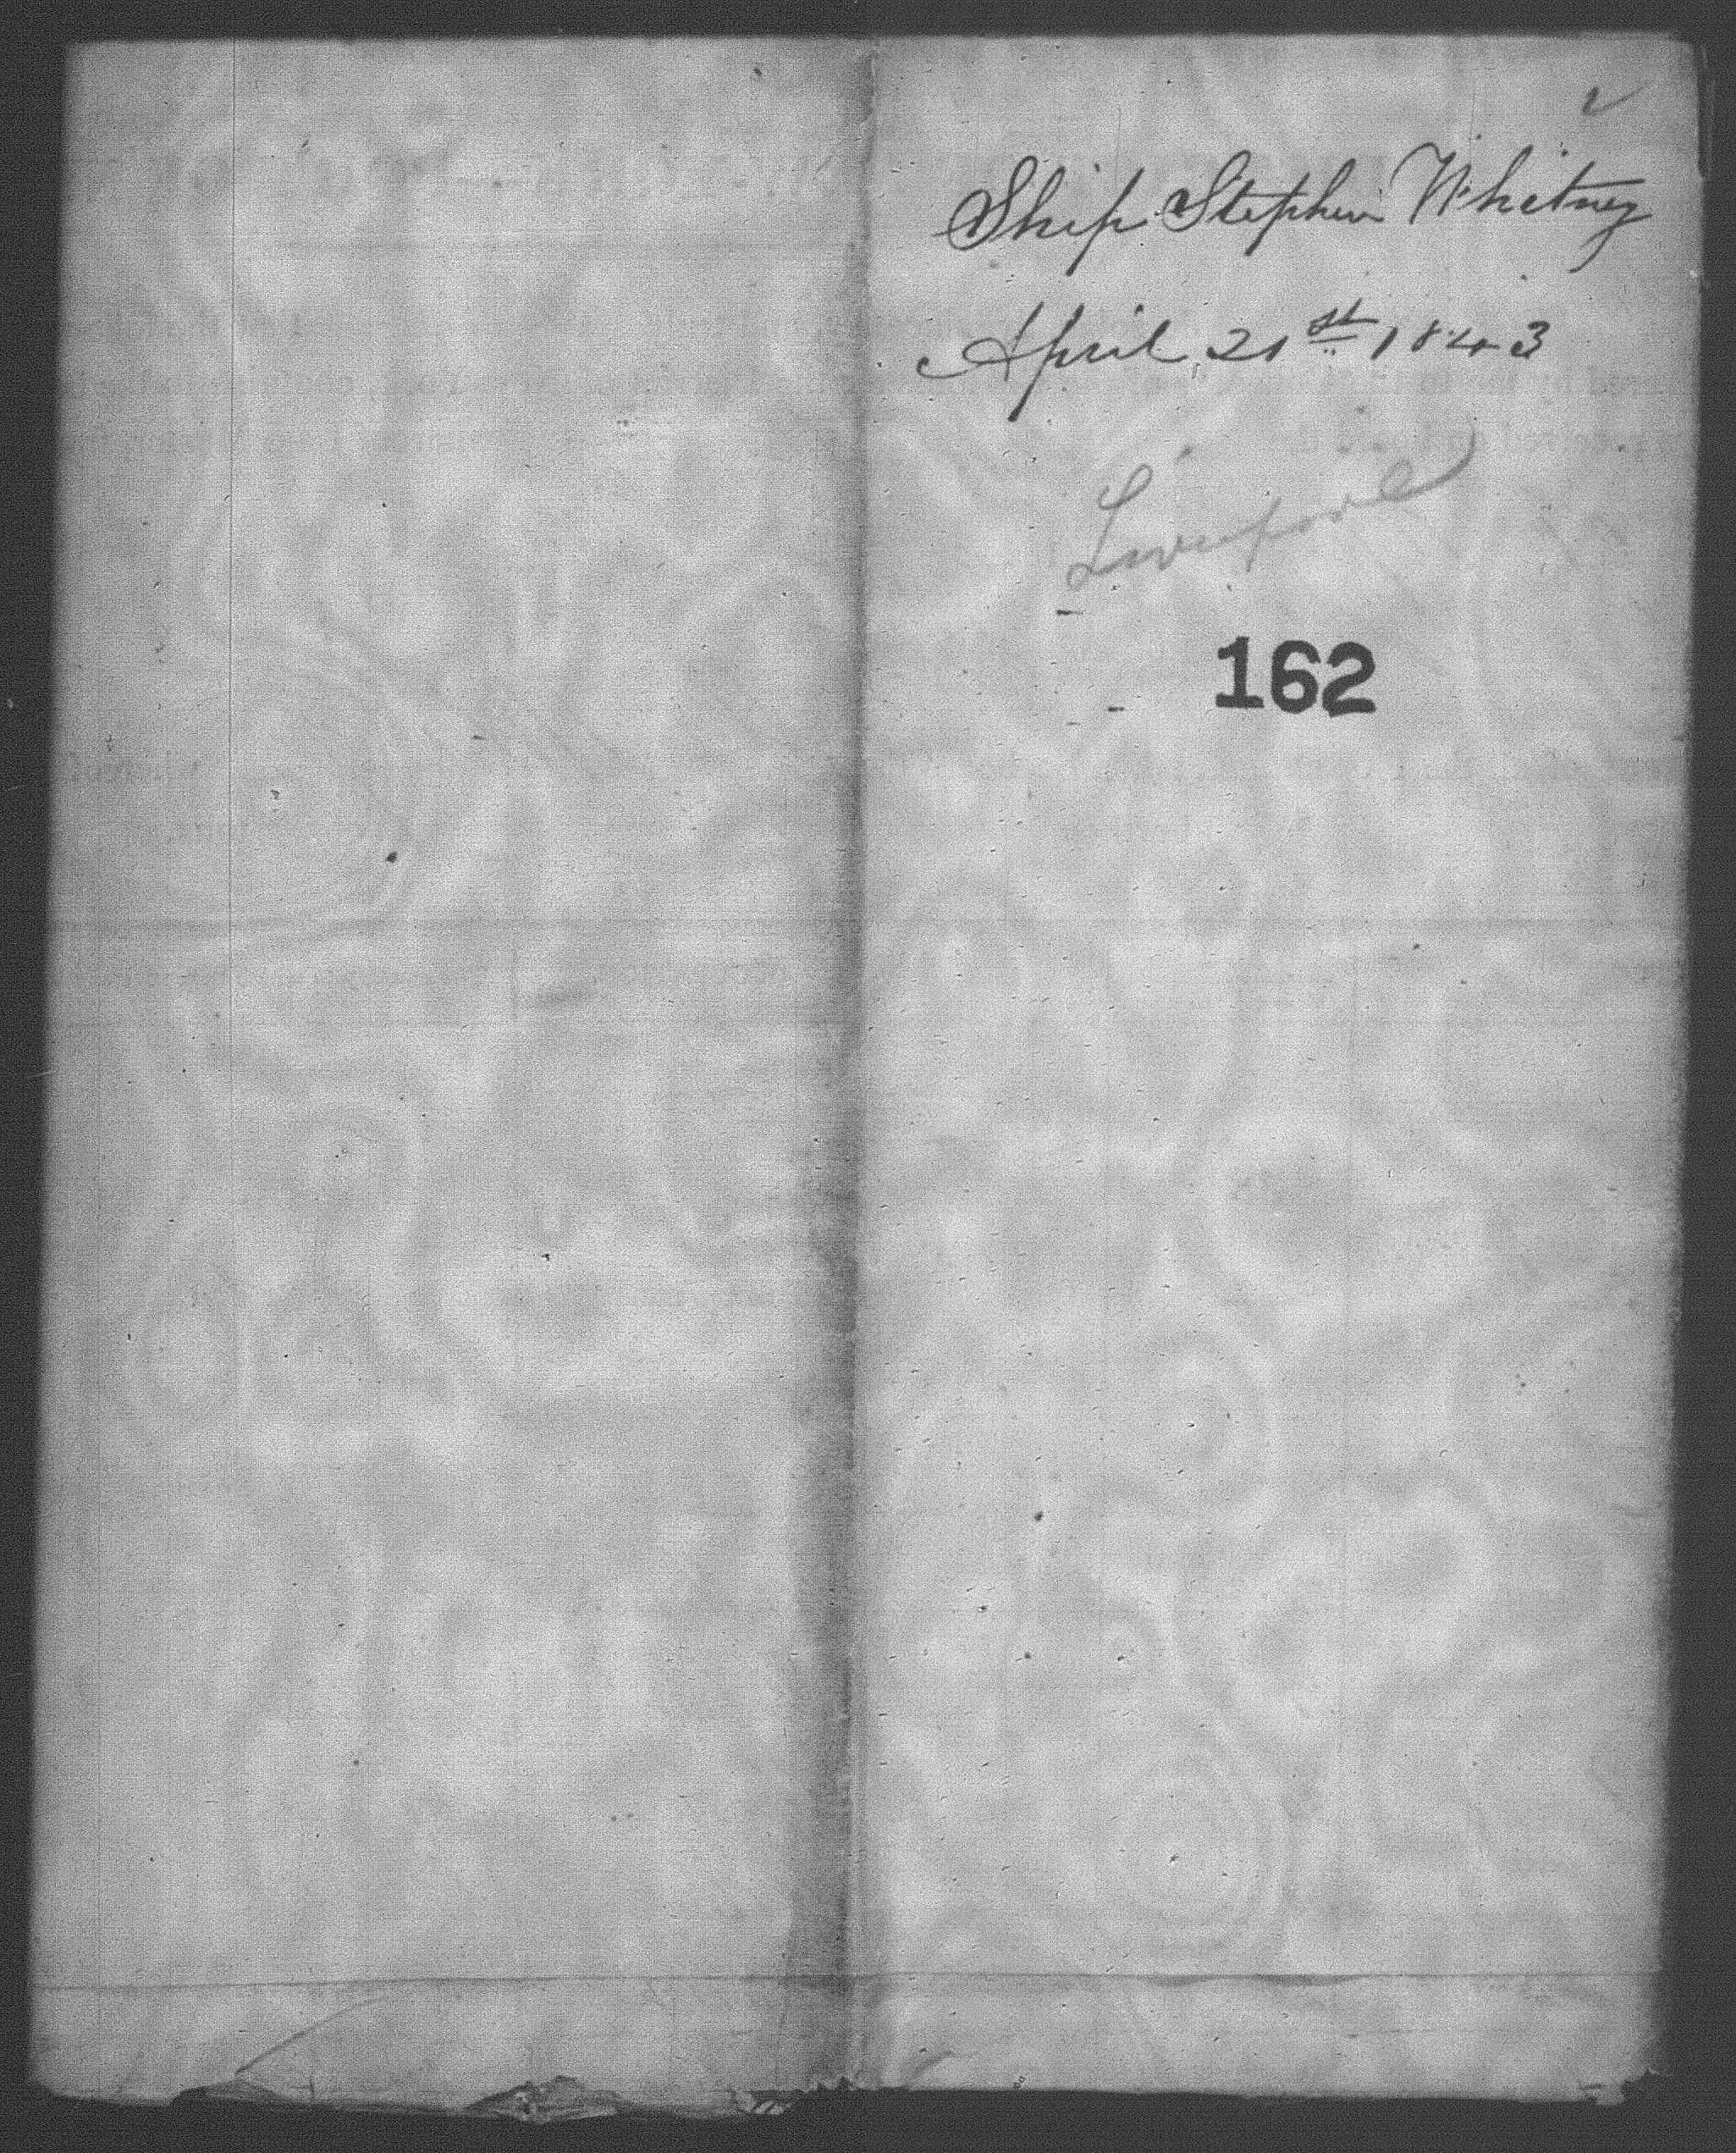 Ship Stephen Whitney
April 21st 1843
Liverpool
162